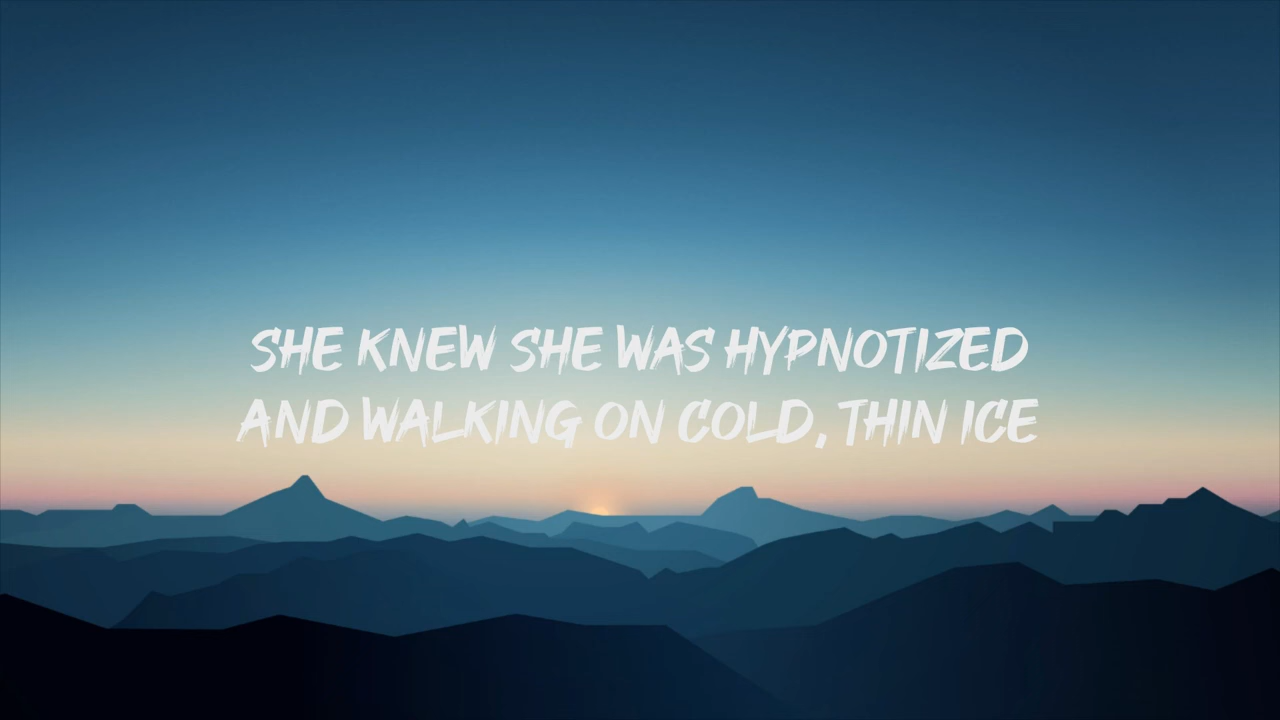 SHE KNEW SHE WAS HYPNOTIZED
AND WALKING ON COLD, THIN ICE